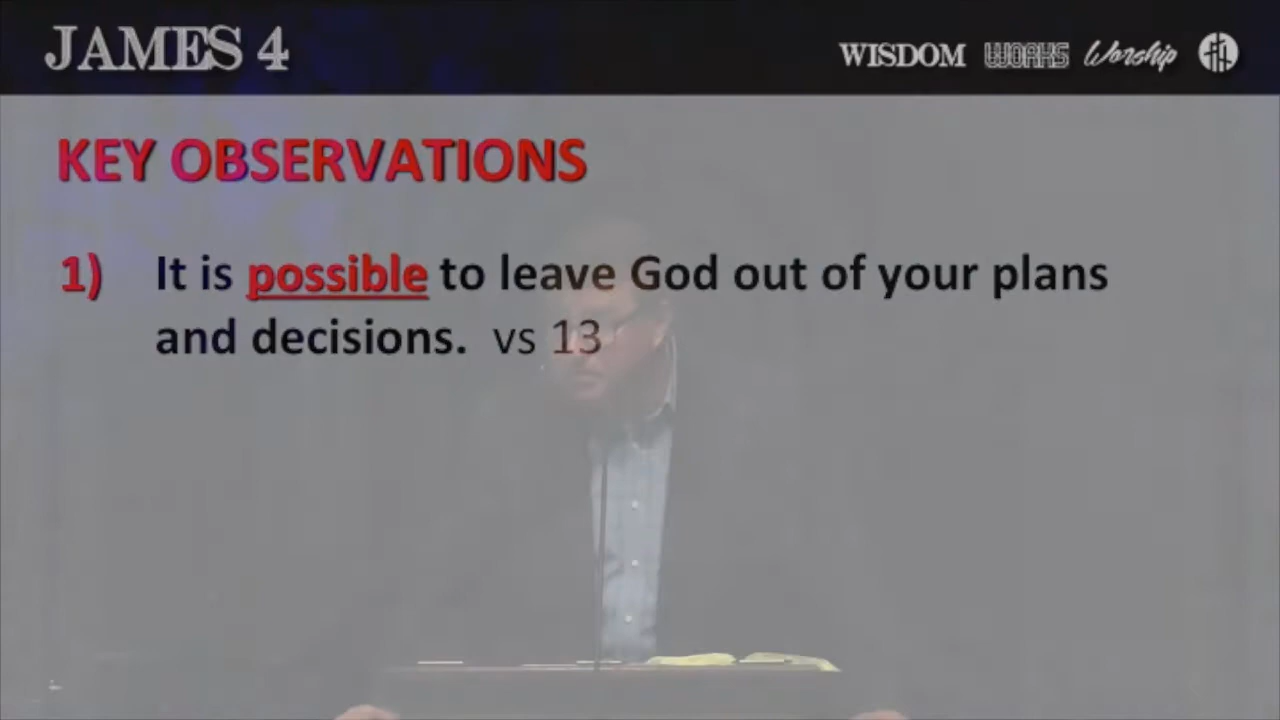 JAMES 4
WISDOM WORKS Worship
KEY OBSERVATIONS
1) It is possible to leave God out of your plans
and decisions. vs 13